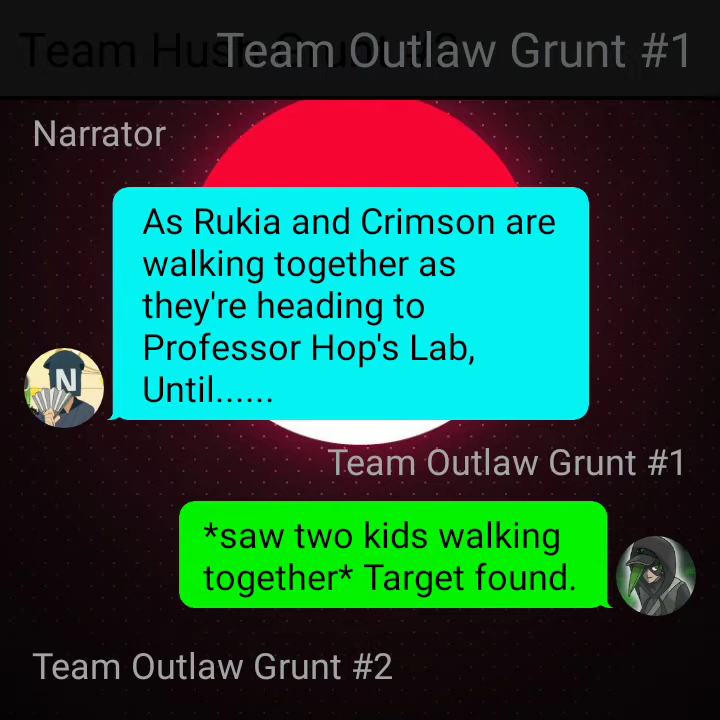 Team Outlaw Grunt #1
Narrator
As Rukia and Crimson are
walking together as
they're heading to
Professor Hop's Lab,
Until......
N
Team Outlaw Grunt #1
*saw two kids walking
together* Target found.
Team Outlaw Grunt #2